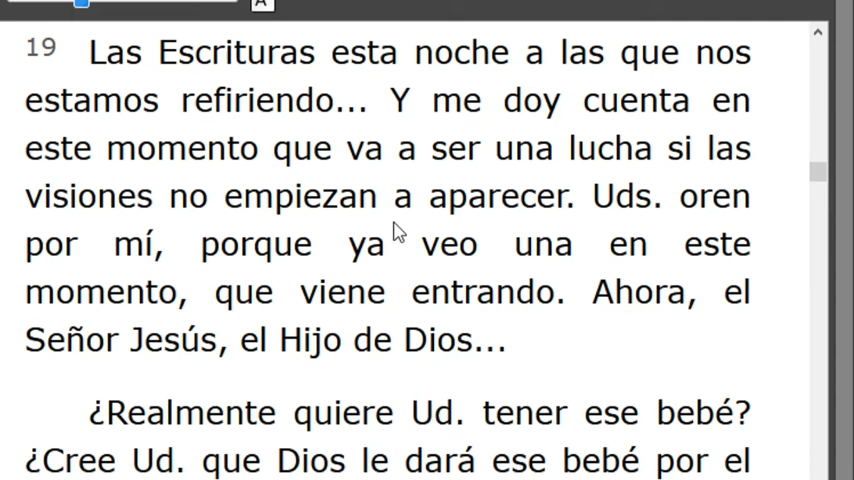 A
19 Las Escrituras esta noche a las que nos
estamos refiriendo... Y me doy cuenta en
este momento que va a ser una lucha si las
visiones no empiezan a aparecer. Uds. oren
por mí, porque ya veo una en este
momento, que viene entrando. Ahora, el
Señor Jesús, el Hijo de Dios...
¿Realmente quiere Ud. tener ese bebé?
¿Cree Ud. que Dios le dará ese bebé por el